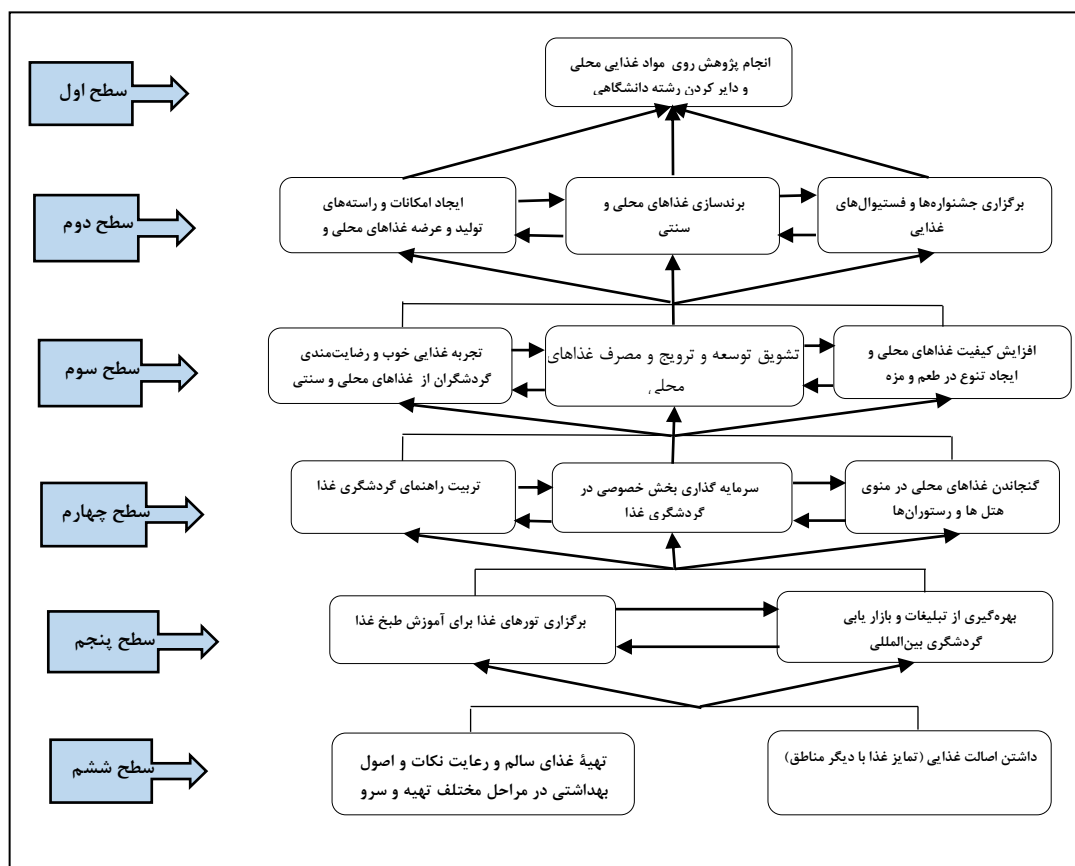 سطح اول
انجام پژوهش روی مواد غذایی محلی
و دایر کردن رشته دانشگاهی
سطح دوم
برگزاری جشنواره‌ها و فستیوال‌های
غذایی
برندسازی غذاهای محلی و
سنتی
ایجاد امکانات و راسته‌های
تولید و عرضه غذاهای محلی و
سطح سوم
افزایش کیفیت غذاهای محلی و
ایجاد تنوع در طعم و مزه
تشویق توسعه و ترویج و مصرف غذاهای
محلی
تجربه غذایی خوب و رضایت‌مندی
گردشگران از غذاهای محلی و سنتی
سطح چهارم
گنجاندن غذاهای محلی در منوی
هتل ها و رستوران‌ها
سرمایه گذاری بخش خصوصی در
گردشگری غذا
تربیت راهنمای گردشگری غذا
سطح پنجم
بهره‌گیری از تبلیغات و بازار یابی
گردشگری بین‌المللی
برگزاری تورهای غذا برای آموزش طبخ غذا
سطح ششم
داشتن اصالت غذایی (تمایز غذا با دیگر مناطق)
تهیۀ غذای سالم و رعایت نکات و اصول
بهداشتی در مراحل مختلف تهیه و سرو